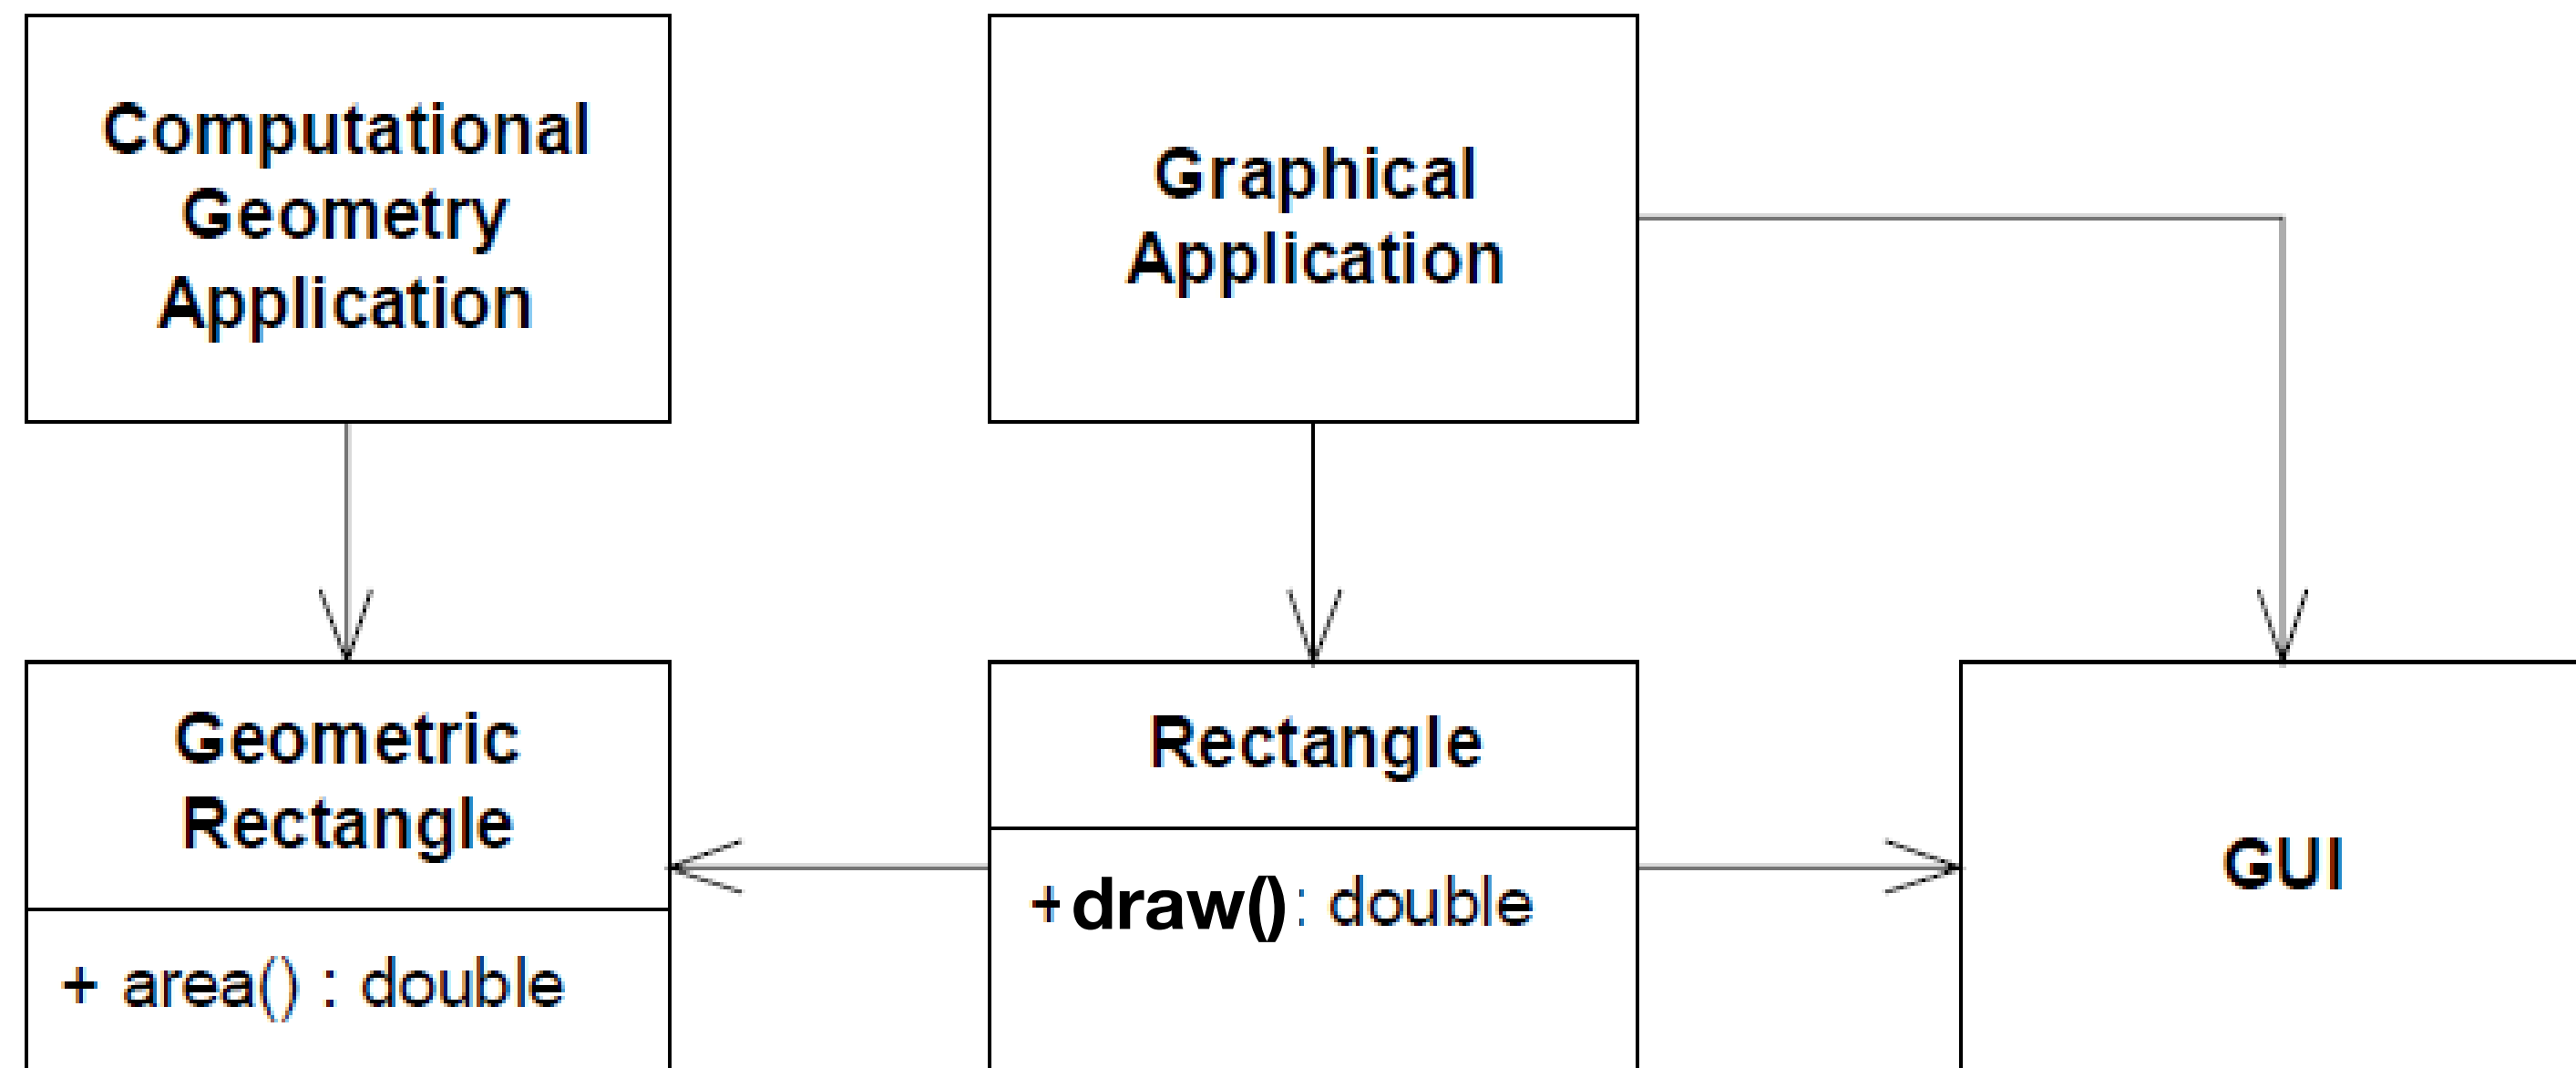 Computational
Geometry
Application
Graphical
Application
Geometric
Rectangle
+ area() : double
Rectangle
+draw(): double
GUI